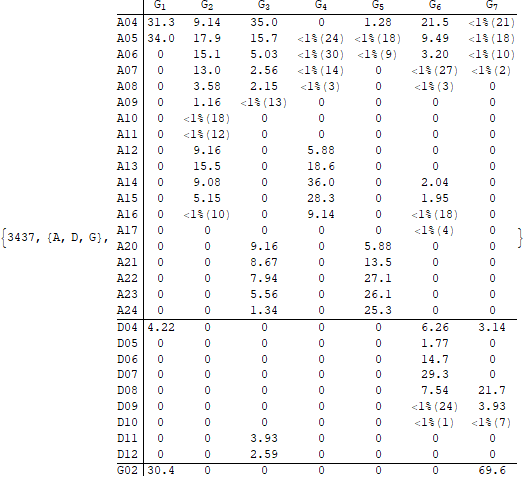 G1 G2 G3 G4 G5 G6 G7
A04 31.3 9.14 35.0 0 1.28 21.5 <1%(21)
A05 34.0 17.9 15.7 <1%(24) <1%(18) 9.49 <1%(18)
A06 0 15.1 5.03 <1%(30) <1%(9) 3.20 <1%(10)
A07 0 13.0 2.56 <1%(14) 0 <1%(27) <1%(2)
A08 0 3.58 2.15 <1%(3) 0 <1%(3) 0
A09 0 1.16 <1%(13) 0 0 0 0
A10 0 <1%(18) 0 0 0 0 0
A11 0 <1%(12) 0 0 0 0 0
A12 0 9.16 0 5.88 0 0 0
A13 0 15.5 0 18.6 0 0 0
A14 0 9.08 0 36.0 0 2.04 0
A15 0 5.15 0 28.3 0 1.95 0
A16 0 <1%(10) 0 9.14 0 <1%(18) 0
{3437, {A, D, G}, A17 0 0 0 0 0 <1%(4) 0 }
A20 0 0 9.16 0 5.88 0 0
A21 0 0 8.67 0 13.5 0 0
A22 0 0 7.94 0 27.1 0 0
A23 0 0 5.56 0 26.1 0 0
A24 0 0 1.34 0 25.3 0 0
D04 4.22 0 0 0 0 6.26 3.14
D05 0 0 0 0 0 1.77 0
D06 0 0 0 0 0 14.7 0
D07 0 0 0 0 0 29.3 0
D08 0 0 0 0 0 7.54 21.7
D09 0 0 0 0 0 <1%(24) 3.93
D10 0 0 0 0 0 <1%(1) <1%(7)
D11 0 0 3.93 0 0 0 0
D12 0 0 2.59 0 0 0 0
G02 30.4 0 0 0 0 0 69.6